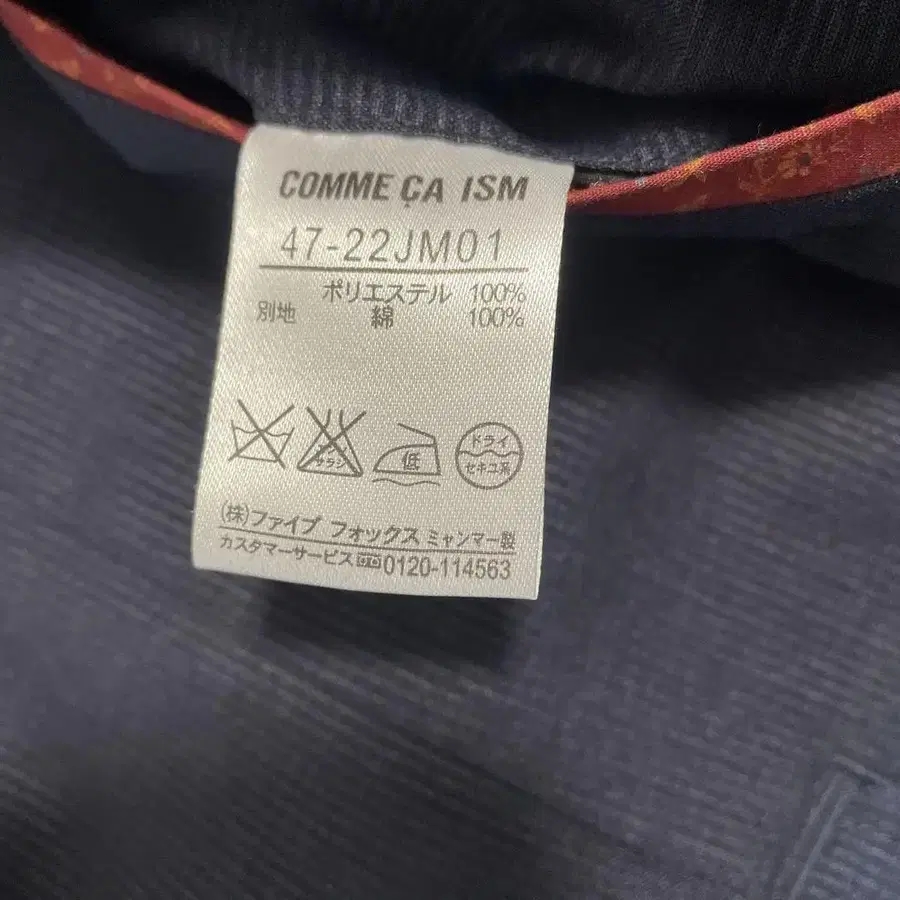 COMME ÇA ISM
47-22JM01
ポリエステル 100%
別地 綿 100%
低
ドライ
セキユ系
(株)ファイブ フォックス ミャンマー製
カスタマーサービス 0120-114563